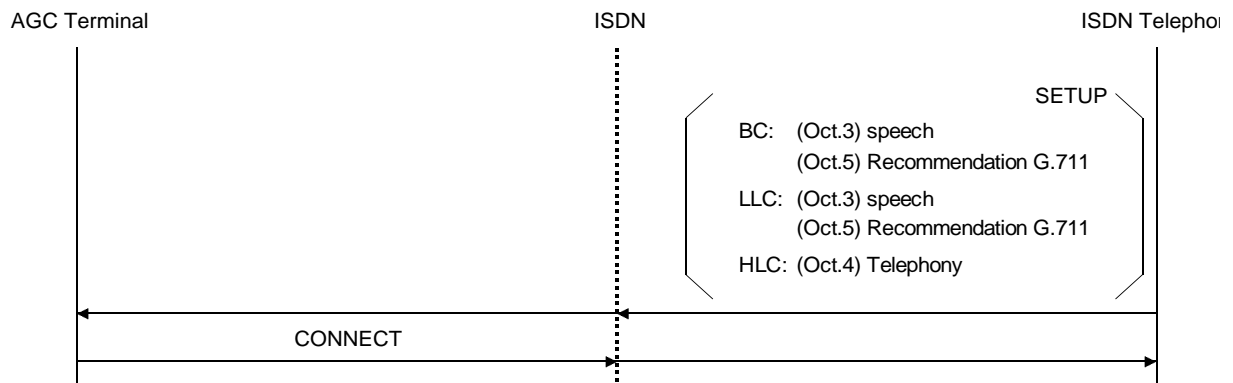 AGC Terminal
ISDN
ISDN Telephor
SETUP
BC: (Oct.3) speech
(Oct.5) Recommendation G.711
LLC: (Oct.3) speech
(Oct.5) Recommendation G.711
HLC: (Oct.4) Telephony
CONNECT